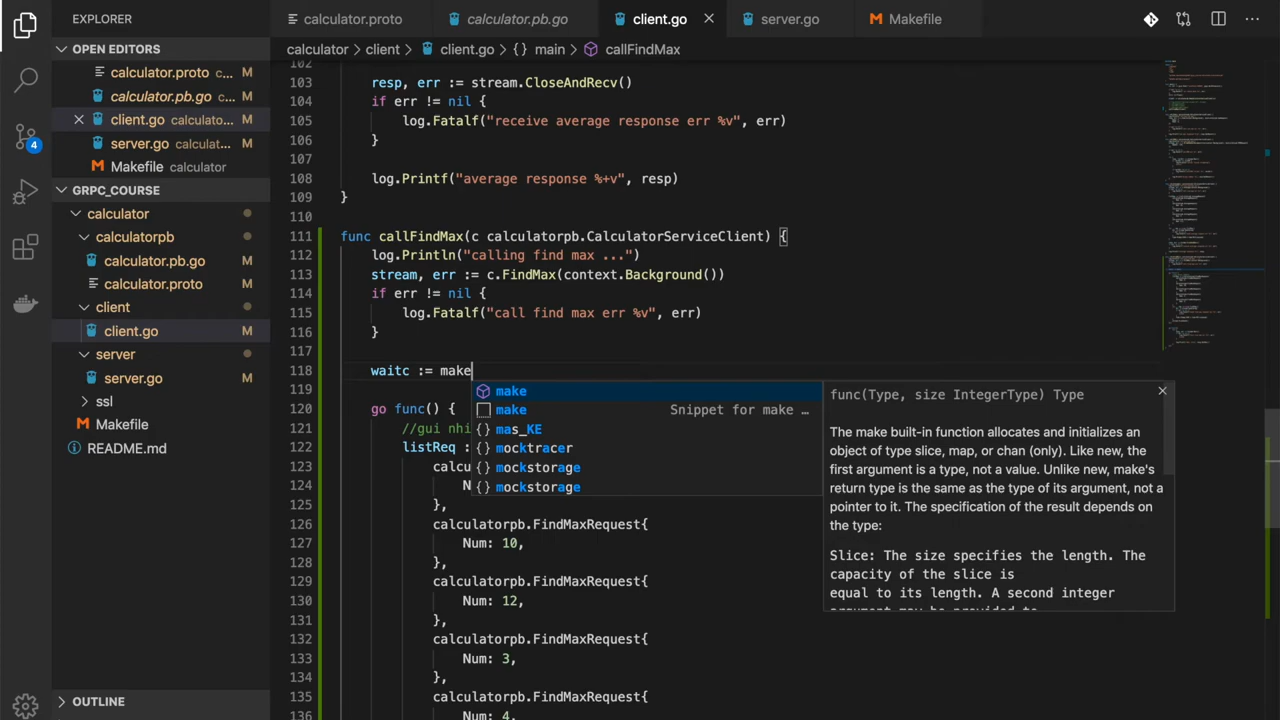 EXPLORER
OPEN EDITORS
calculator.proto c... M
calculator.pb.go c... M
client.go calculato... M
server.go calculat... M
Makefile calculator
GRPC_COURSE
calculator
calculatorpb
calculator.pb.go M
calculator.proto M
client
client.go M
server
server.go M
ssl
Makefile M
README.md
OUTLINE
4
calculator.proto
calculator.pb.go
client.go
server.go
Makefile
calculator > client > client.go > {} main > callFindMax
102
103 resp, err := stream.CloseAndRecv()
104 if err != nil {
105 log.Fatalf("receive average response err %v", err)
106 }
107
108 log.Printf("average response %+v", resp)
109 }
110
111 func callFindMax(c calculatorpb.CalculatorServiceClient) {
112 log.Println("calling find max ...")
113 stream, err := c.FindMax(context.Background())
114 if err != nil {
115 log.Fatalf("call find max err %v", err)
116 }
117
118 waitc := make
119
120 go func() {
121 //gui nhi
122 listReq :
123 calcu
124 N
125 },
126 calculatorpb.FindMaxRequest{
127 Num: 10,
128 },
129 calculatorpb.FindMaxRequest{
130 Num: 12,
131 },
132 calculatorpb.FindMaxRequest{
133 Num: 3,
134 },
135 calculatorpb.FindMaxRequest{
136 Num: 4,
make
make Snippet for make ...
{} mas_KE
{} mocktracer
{} mockstorage
{} mockstorage
func(Type, size IntegerType) Type
The make built-in function allocates and initializes an
object of type slice, map, or chan (only). Like new, the
first argument is a type, not a value. Unlike new, make's
return type is the same as the type of its argument, not a
pointer to it. The specification of the result depends on
the type:
Slice: The size specifies the length. The
capacity of the slice is
equal to its length. A second integer
argument may be provided to